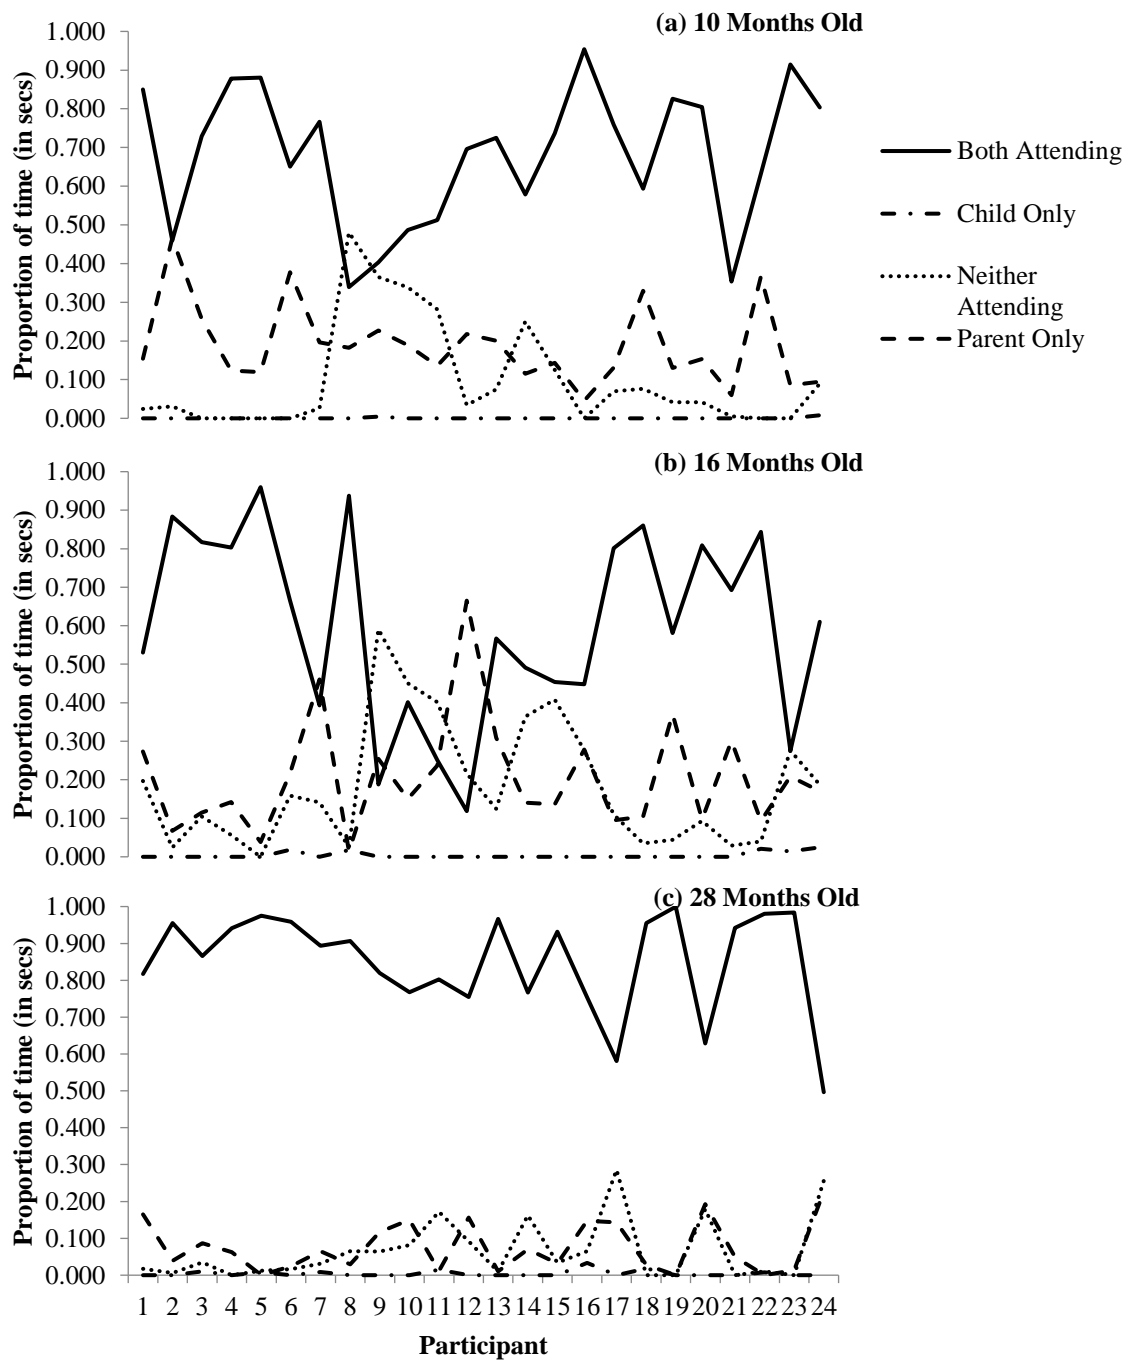 (a) 10 Months Old
Proportion of time (in secs)
1.000
0.900
0.800
0.700
0.600
0.500
0.400
0.300
0.200
0.100
0.000
Both Attending
Child Only
Neither
Attending
Parent Only
(b) 16 Months Old
Proportion of time (in secs)
1.000
0.900
0.800
0.700
0.600
0.500
0.400
0.300
0.200
0.100
0.000
(c) 28 Months Old
Proportion of time (in secs)
1.000
0.900
0.800
0.700
0.600
0.500
0.400
0.300
0.200
0.100
0.000
1 2 3 4 5 6 7 8 9 10 11 12 13 14 15 16 17 18 19 20 21 22 23 24
Participant